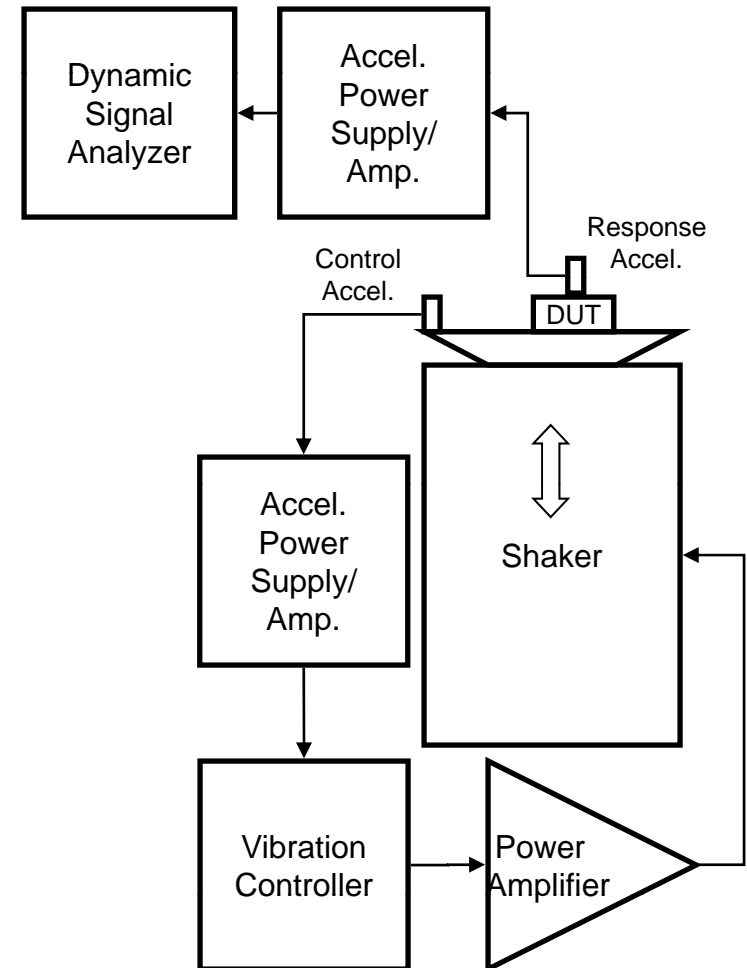 Dynamic
Signal
Analyzer
Accel.
Power
Supply/
Amp.
Response
Accel.
Control
Accel.
DUT
Accel.
Power
Supply/
Amp.
Shaker
Vibration
Controller
Power
Amplifier